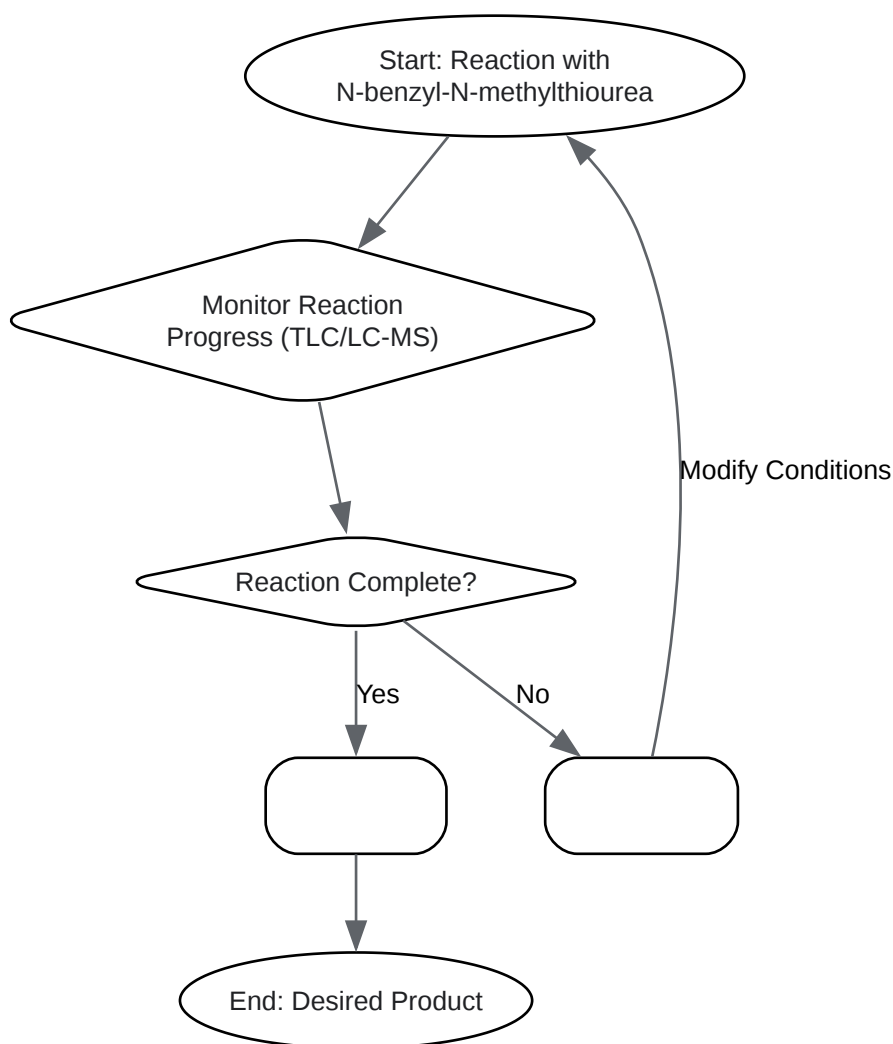 Start: Reaction with
N-benzyl-N-methylthiourea
Monitor Reaction
Progress (TLC/LC-MS)
Modify Conditions
Reaction Complete?
Yes
No
End: Desired Product